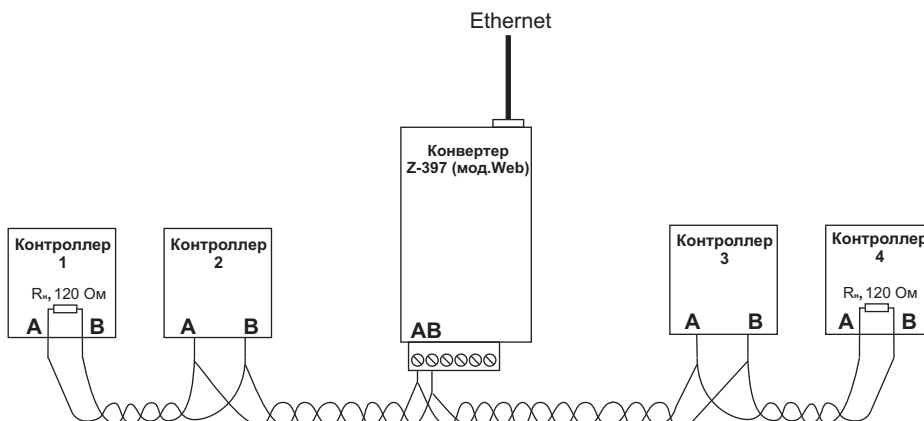 Ethernet
Конвертер
Z-397 (мод.Web)
Контроллер
1
Rн, 120 Ом
A B
Контроллер
2
A B
AB
Контроллер
3
A B
Контроллер
4
Rн, 120 Ом
A B